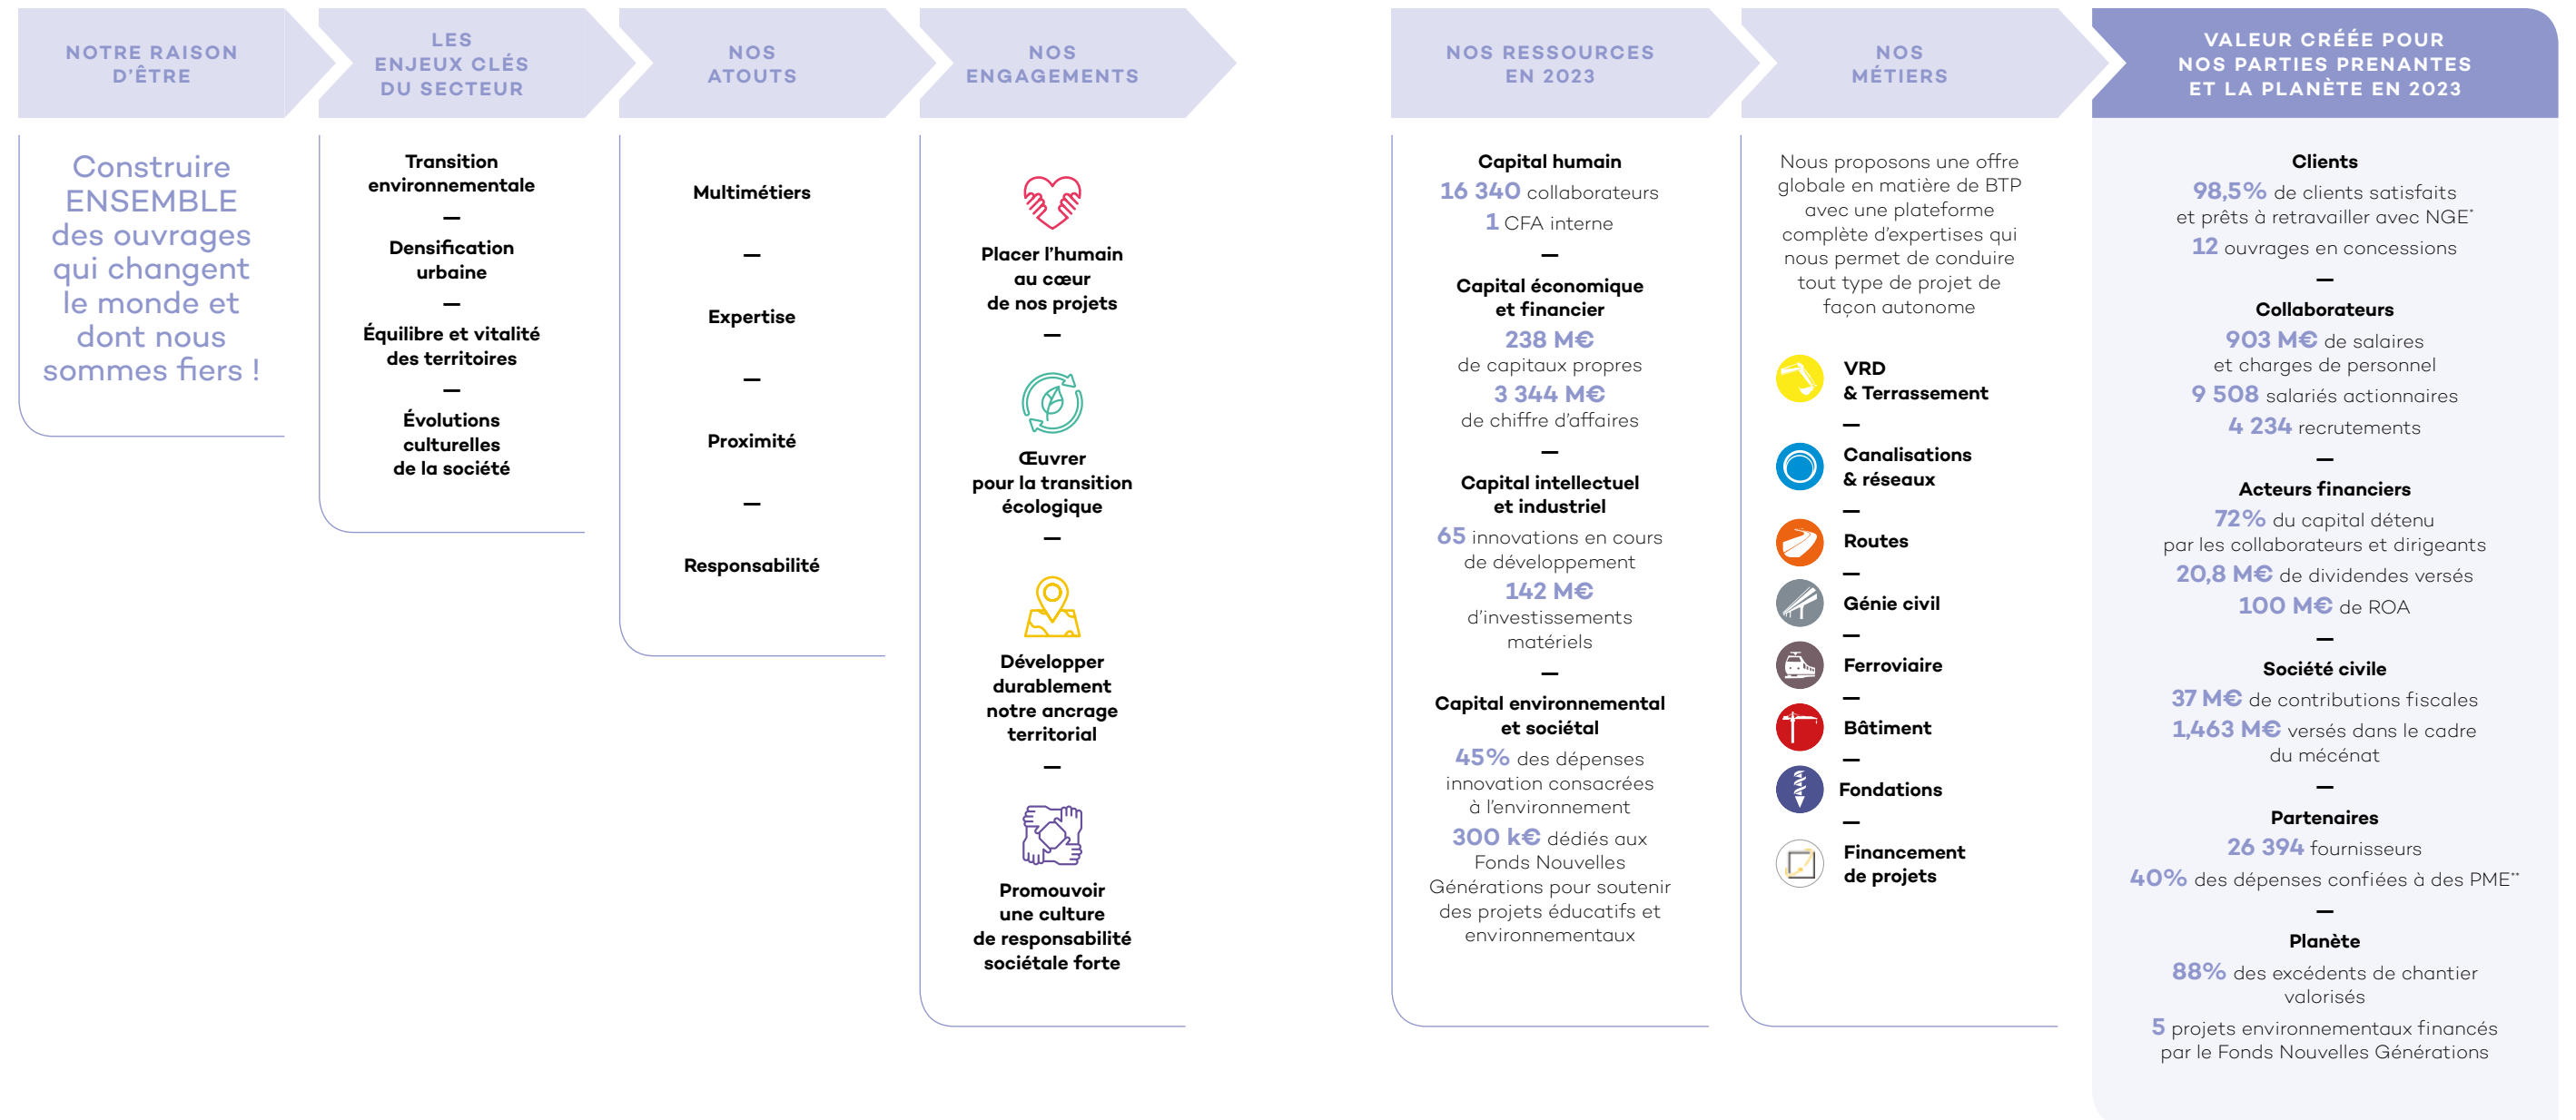 NOTRE RAISON
D'ÊTRE
Construire
ENSEMBLE
des ouvrages
qui changent
le monde et
dont nous
sommes fiers !
LES
ENJEUX CLÉS
DU SECTEUR
Transition
environnementale
—
Densification
urbaine
—
Équilibre et vitalité
des territoires
—
Évolutions
culturelles
de la société
NOS
ATOUTS
Multimétiers
—
Expertise
—
Proximité
—
Responsabilité
NOS
ENGAGEMENTS
Placer l'humain
au cœur
de nos projets
—
Œuvrer
pour la transition
écologique
—
Développer
durablement
notre ancrage
territorial
—
Promouvoir
une culture
de responsabilité
sociétale forte
NOS RESSOURCES
EN 2023
Capital humain
16 340 collaborateurs
1 CFA interne
—
Capital économique
et financier
238 M€
de capitaux propres
3 344 M€
de chiffre d'affaires
—
Capital intellectuel
et industriel
65 innovations en cours
de développement
142 M€
d'investissements
matériels
—
Capital environnemental
et sociétal
45% des dépenses
innovation consacrées
à l'environnement
300 k€ dédiés aux
Fonds Nouvelles
Générations pour soutenir
des projets éducatifs et
environnementaux
NOS
MÉTIERS
Nous proposons une offre
globale en matière de BTP
avec une plateforme
complète d'expertises qui
nous permet de conduire
tout type de projet de
façon autonome
VRD
& Terrassement
—
Canalisations
& réseaux
—
Routes
—
Génie civil
—
Ferroviaire
—
Bâtiment
—
Fondations
—
Financement
de projets
VALEUR CRÉÉE POUR
NOS PARTIES PRENANTES
ET LA PLANÈTE EN 2023
Clients
98,5% de clients satisfaits
et prêts à retravailler avec NGE*
12 ouvrages en concessions
—
Collaborateurs
903 M€ de salaires
et charges de personnel
9 508 salariés actionnaires
4 234 recrutements
—
Acteurs financiers
72% du capital détenu
par les collaborateurs et dirigeants
20,8 M€ de dividendes versés
100 M€ de ROA
—
Société civile
37 M€ de contributions fiscales
1,463 M€ versés dans le cadre
du mécénat
—
Partenaires
26 394 fournisseurs
40% des dépenses confiées à des PME**
—
Planète
88% des excédents de chantier
valorisés
5 projets environnementaux financés
par le Fonds Nouvelles Générations